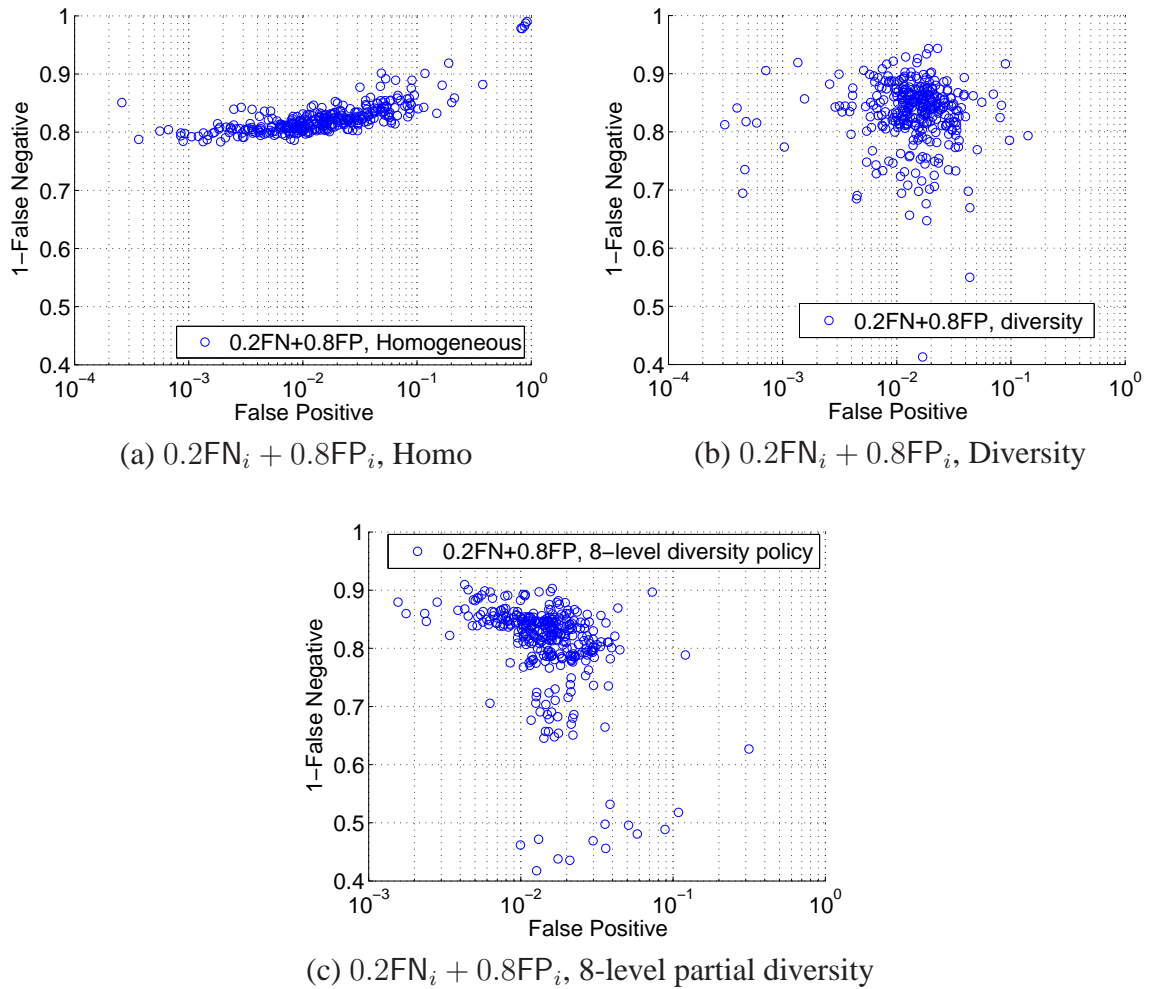 1
0.9
0.8
0.7
0.6
0.5
0.4
1−False Negative
0.2FN+0.8FP, Homogeneous
10^−4 10^−3 10^−2 10^−1 10^0
False Positive
(a) 0.2FN_i + 0.8FP_i, Homo
1
0.9
0.8
0.7
0.6
0.5
0.4
1−False Negative
0.2FN+0.8FP, diversity
10^−4 10^−3 10^−2 10^−1 10^0
False Positive
(b) 0.2FN_i + 0.8FP_i, Diversity
1
0.9
0.8
0.7
0.6
0.5
0.4
1−False Negative
0.2FN+0.8FP, 8−level diversity policy
10^−3 10^−2 10^−1 10^0
False Positive
(c) 0.2FN_i + 0.8FP_i, 8-level partial diversity